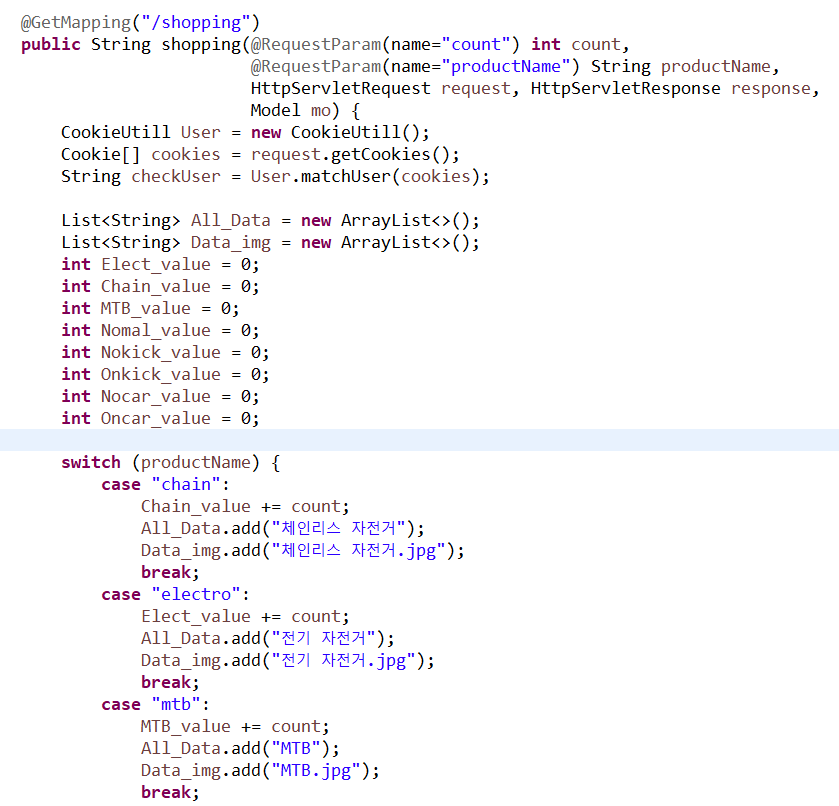 @GetMapping("/shopping")
public String shopping(@RequestParam(name="count") int count,
@RequestParam(name="productName") String productName,
HttpServletRequest request, HttpServletResponse response,
Model mo) {
CookieUtill User = new CookieUtill();
Cookie[] cookies = request.getCookies();
String checkUser = User.matchUser(cookies);
List<String> All_Data = new ArrayList<>();
List<String> Data_img = new ArrayList<>();
int Elect_value = 0;
int Chain_value = 0;
int MTB_value = 0;
int Nomal_value = 0;
int Nokick_value = 0;
int Onkick_value = 0;
int Nocar_value = 0;
int Oncar_value = 0;
switch (productName) {
case "chain":
Chain_value += count;
All_Data.add("체인리스 자전거");
Data_img.add("체인리스 자전거.jpg");
break;
case "electro":
Elect_value += count;
All_Data.add("전기 자전거");
Data_img.add("전기 자전거.jpg");
break;
case "mtb":
MTB_value += count;
All_Data.add("MTB");
Data_img.add("MTB.jpg");
break;